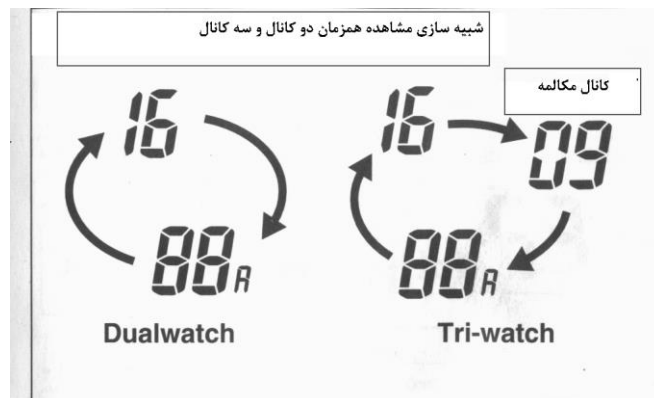 شبیه سازی مشاهده همزمان دو کانال و سه کانال
کانال مکالمه
16
16
09
88A
88A
Dualwatch
Tri-watch